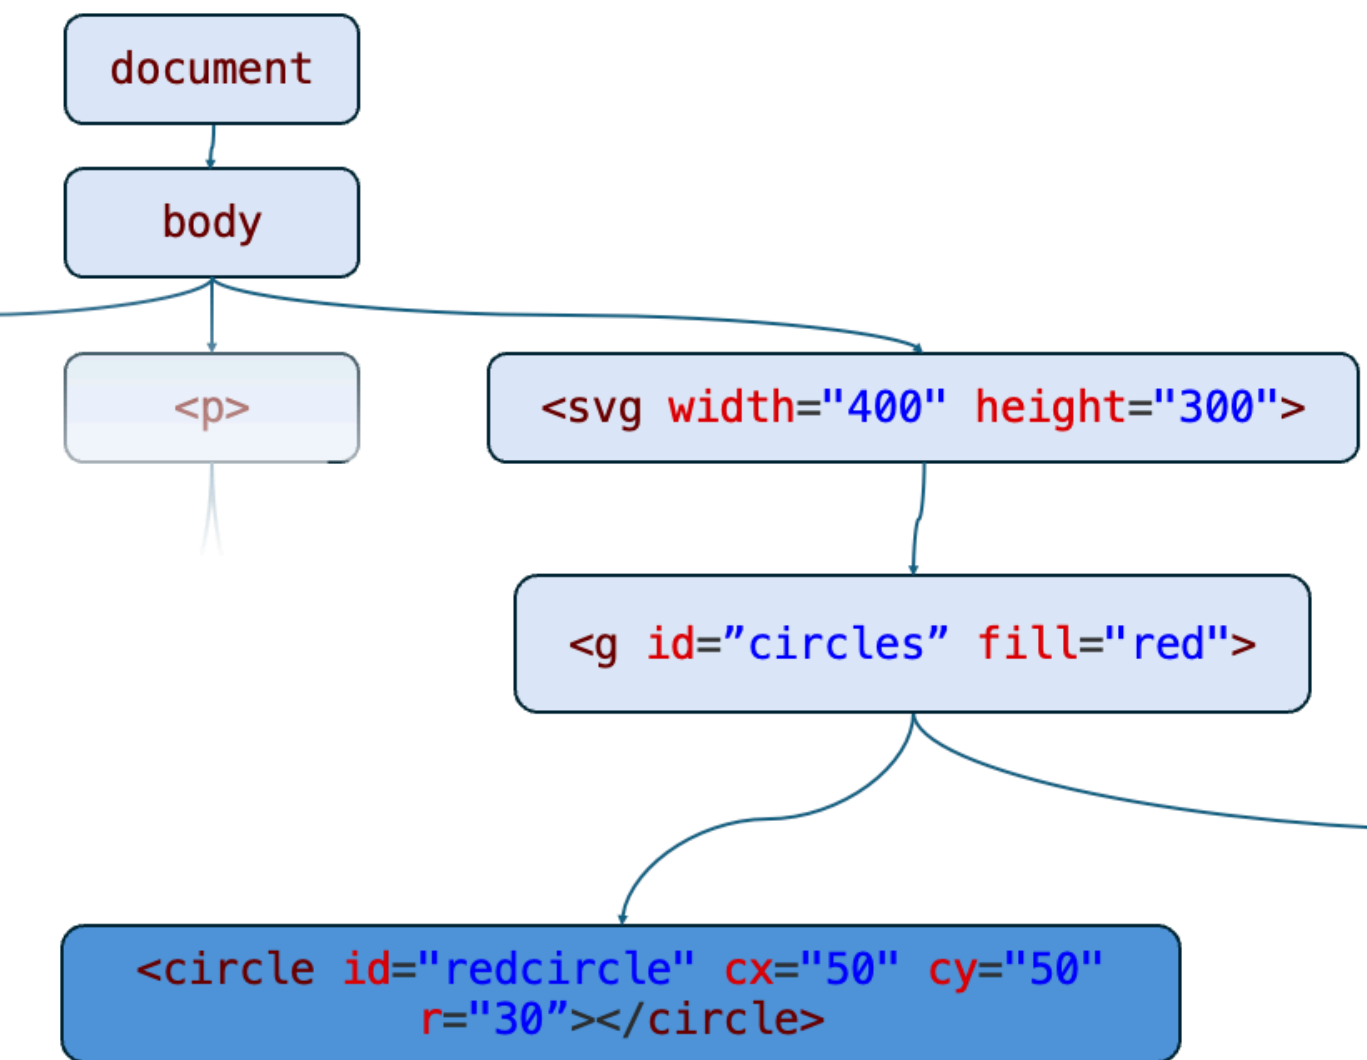 document
body
<p>
<svg width="400" height="300">
<g id=”circles” fill="red">
<circle id="redcircle" cx="50" cy="50"
r="30”></circle>